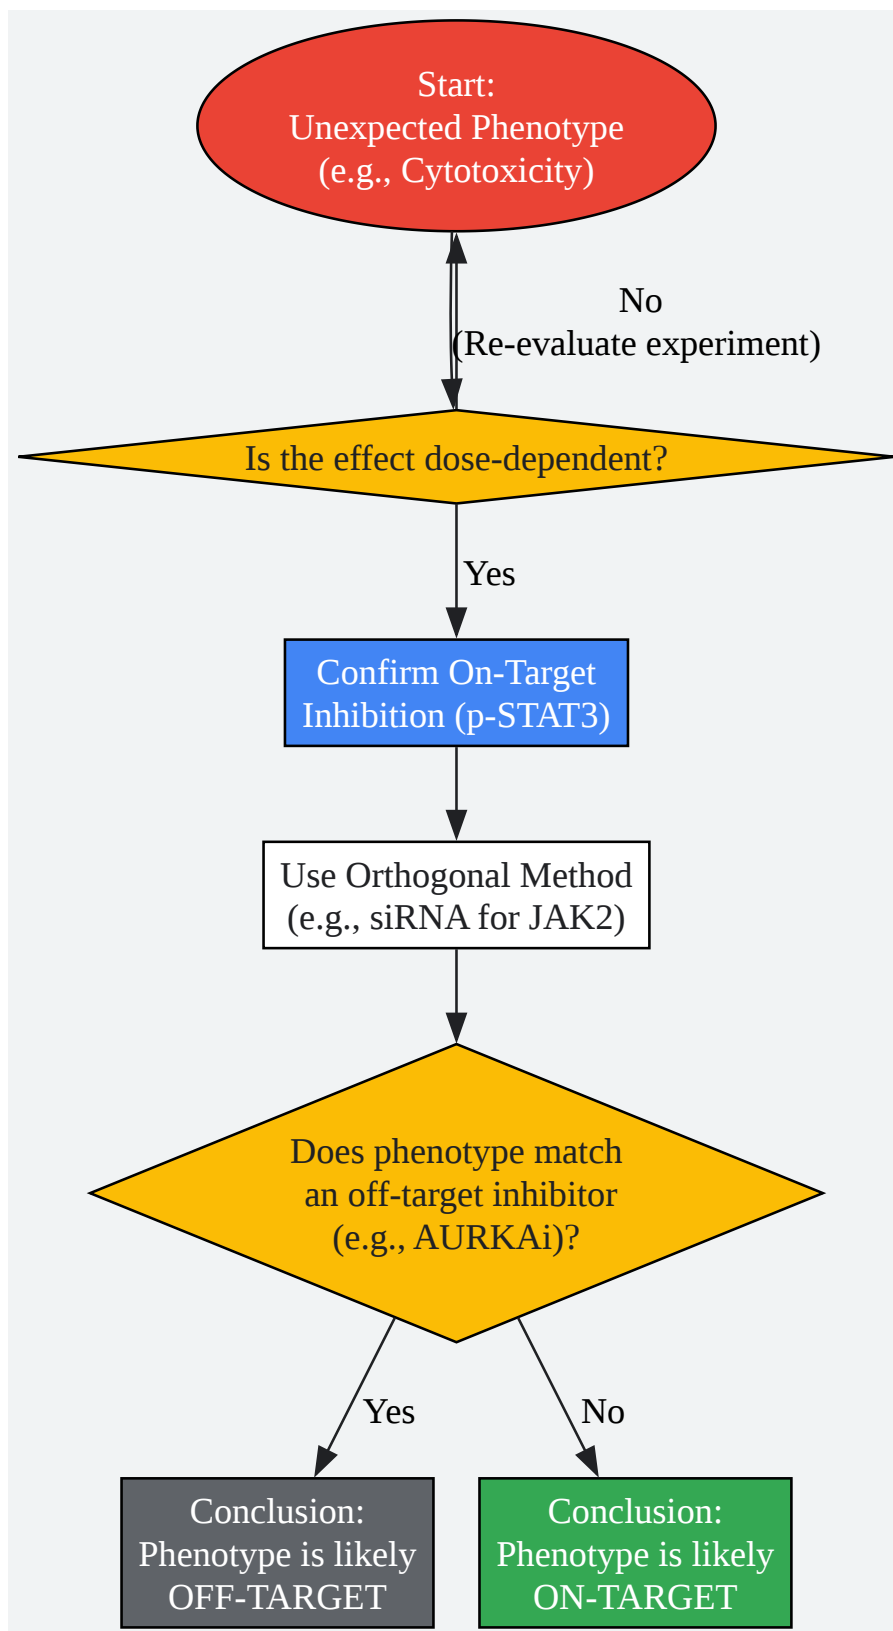 Start:
Unexpected Phenotype
(e.g., Cytotoxicity)
No
(Re-evaluate experiment)
Is the effect dose-dependent?
Yes
Confirm On-Target
Inhibition (p-STAT3)
Use Orthogonal Method
(e.g., siRNA for JAK2)
Does phenotype match
an off-target inhibitor
(e.g., AURKAi)?
Yes
No
Conclusion:
Phenotype is likely
OFF-TARGET
Conclusion:
Phenotype is likely
ON-TARGET